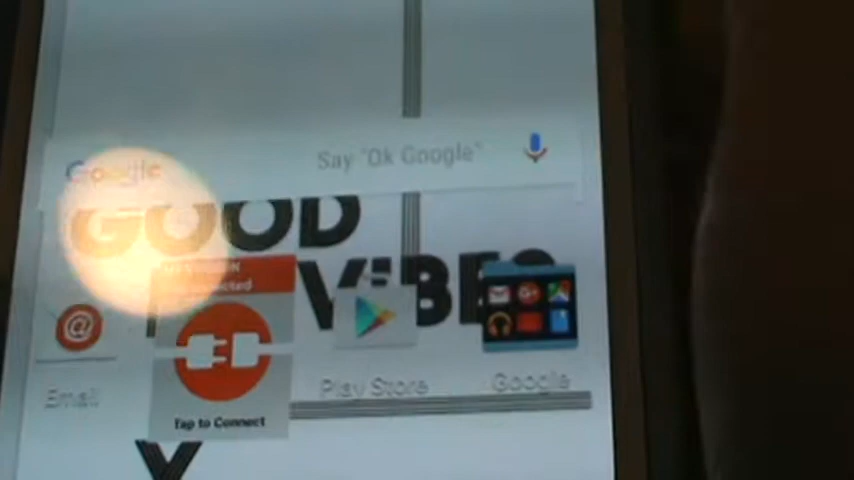 Google Say "Ok Google"
GOOD
VIBES
Email
Tap to Connect
Play Store
Google